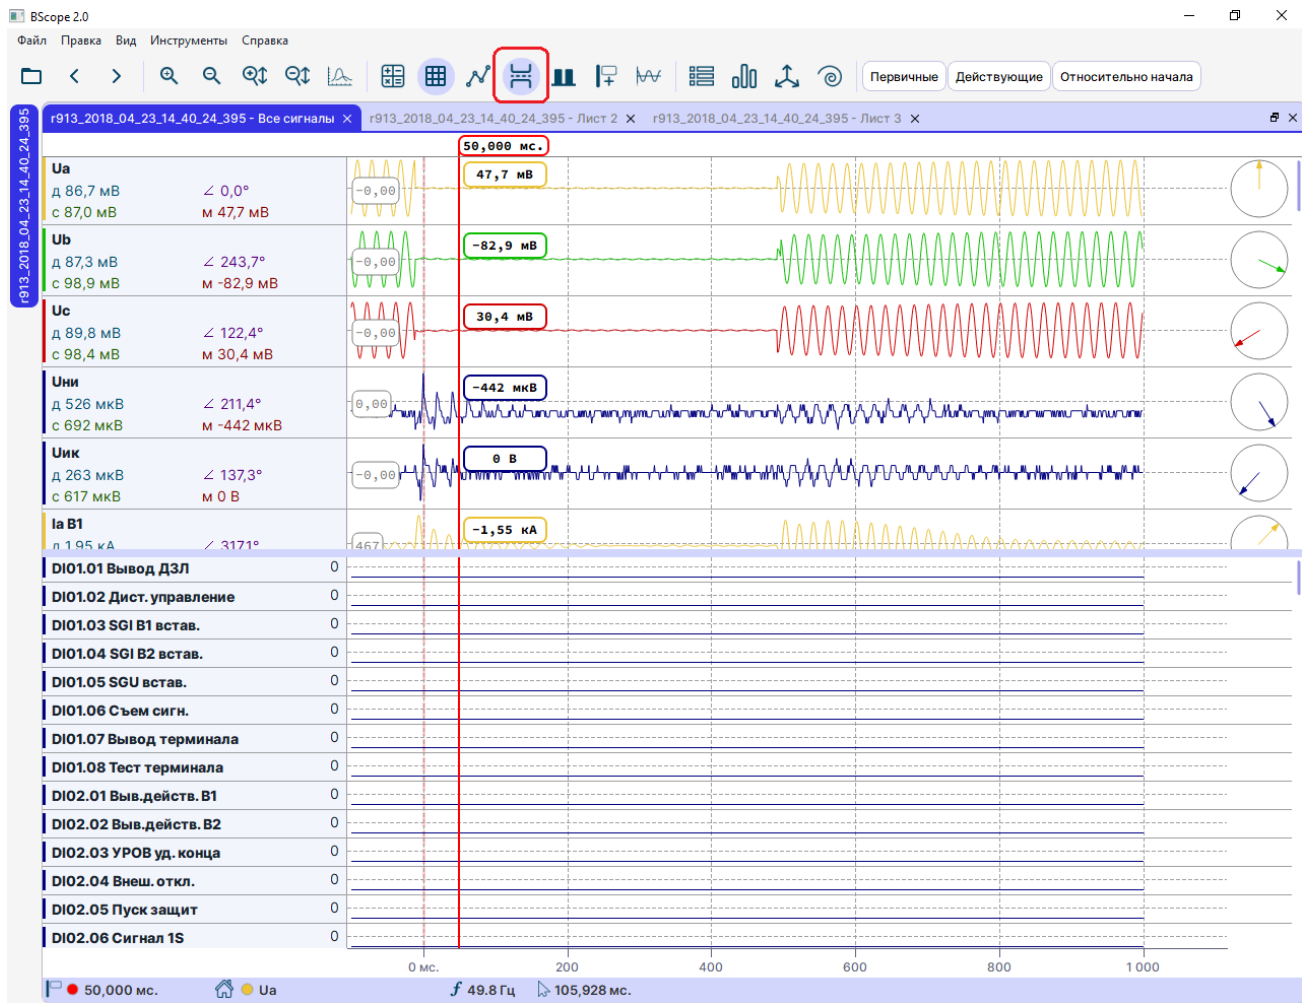 BScope 2.0
Файл Правка Вид Инструменты Справка
Первичные Действующие Относительно начала
r913_2018_04_23_14_40_24_395
r913_2018_04_23_14_40_24_395 - Все сигналы r913_2018_04_23_14_40_24_395 - Лист 2 r913_2018_04_23_14_40_24_395 - Лист 3
50,000 мс.
Ua
д 86,7 мВ ∠ 0,0°
с 87,0 мВ м 47,7 мВ
-0,00
47,7 мВ
Ub
д 87,3 мВ ∠ 243,7°
с 98,9 мВ м -82,9 мВ
-0,00
-82,9 мВ
Uc
д 89,8 мВ ∠ 122,4°
с 98,4 мВ м 30,4 мВ
-0,00
30,4 мВ
Uни
д 526 мкВ ∠ 211,4°
с 692 мкВ м -442 мкВ
0,00
-442 мкВ
Uик
д 263 мкВ ∠ 137,3°
с 617 мкВ м 0 В
-0,00
0 В
Ia B1
д 1,95 кА ∠ 317,1°
467
-1,55 кА
DI01.01 Вывод ДЗЛ 0
DI01.02 Дист. управление 0
DI01.03 SGI B1 встав. 0
DI01.04 SGI B2 встав. 0
DI01.05 SGU встав. 0
DI01.06 Съем сигн. 0
DI01.07 Вывод терминала 0
DI01.08 Тест терминала 0
DI02.01 Выв.действ. B1 0
DI02.02 Выв.действ. B2 0
DI02.03 УРОВ уд. конца 0
DI02.04 Внеш. откл. 0
DI02.05 Пуск защит 0
DI02.06 Сигнал 1S 0
0 мс. 200 400 600 800 1 000
50,000 мс. Ua f 49.8 Гц 105,928 мс.